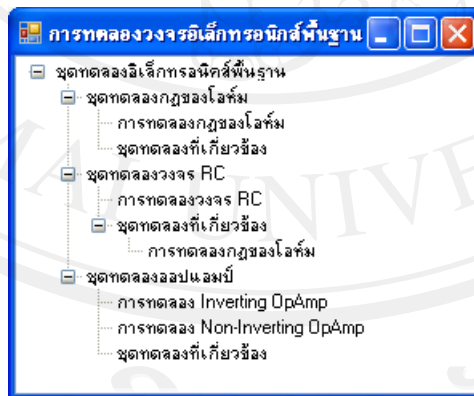 การทดลองวงจรอิเล็กทรอนิกส์พื้นฐาน
ชุดทดลองอิเล็กทรอนิคส์พื้นฐาน
ชุดทดลองกฎของโอห์ม
การทดลองกฎของโอห์ม
ชุดทดลองที่เกี่ยวข้อง
ชุดทดลองวงจร RC
การทดลองวงจร RC
ชุดทดลองที่เกี่ยวข้อง
การทดลองกฎของโอห์ม
ชุดทดลองออปแอมป์
การทดลอง Inverting OpAmp
การทดลอง Non-Inverting OpAmp
ชุดทดลองที่เกี่ยวข้อง